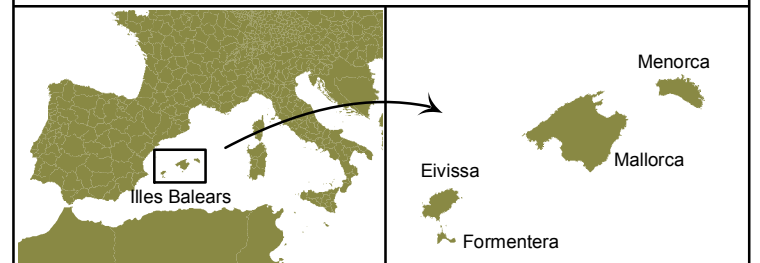 Illes Balears
Menorca
Mallorca
Eivissa
Formentera